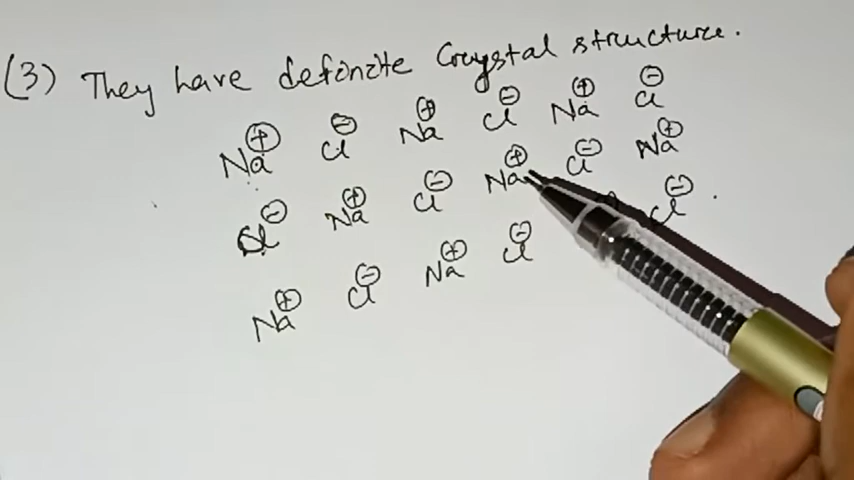 (3) They have definite Crystal structure.
Na⊕ Cl⊖ Na⊕ Cl⊖ Na⊕ Cl⊖
Cl⊖ Na⊕ Cl⊖ Na⊕ Cl⊖ Na⊕
Na⊕ Cl⊖ Na⊕ Cl⊖ Cl⊖